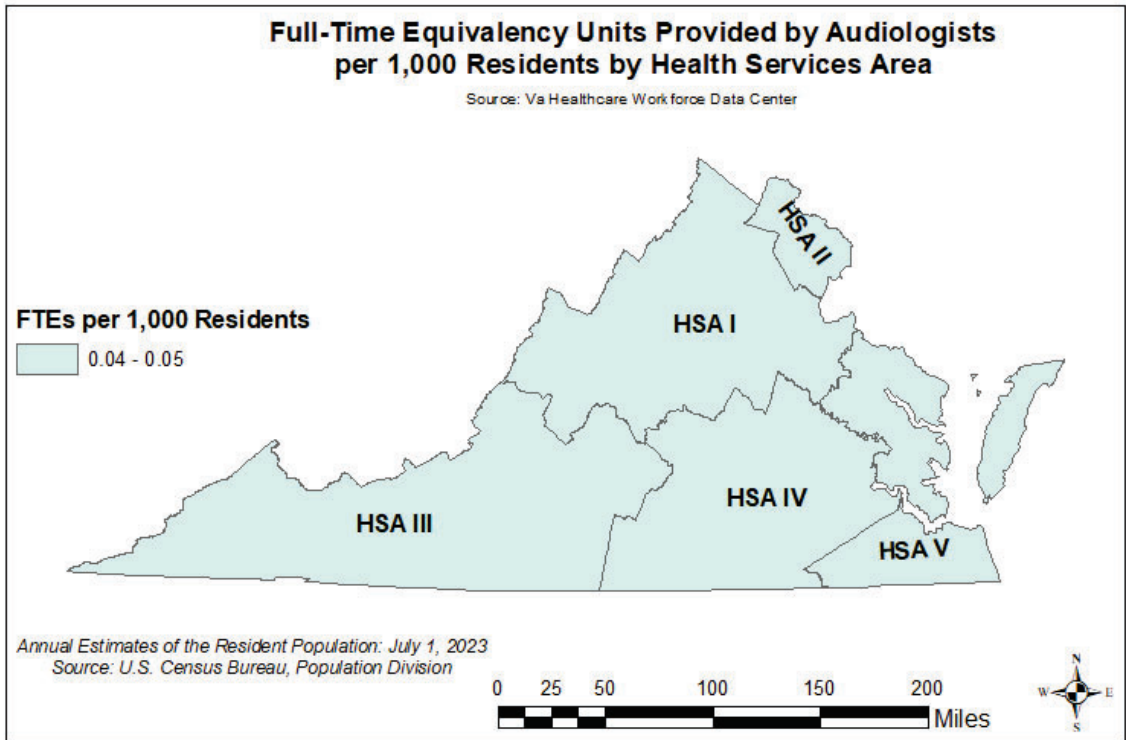 Full-Time Equivalency Units Provided by Audiologists
per 1,000 Residents by Health Services Area
Source: Va Healthcare Workforce Data Center
HSA II
HSA I
FTEs per 1,000 Residents
0.04 - 0.05
HSA IV
HSA III
HSA V
Annual Estimates of the Resident Population: July 1, 2023
Source: U.S. Census Bureau, Population Division
0 25 50 100 150 200
Miles
N
W E
S